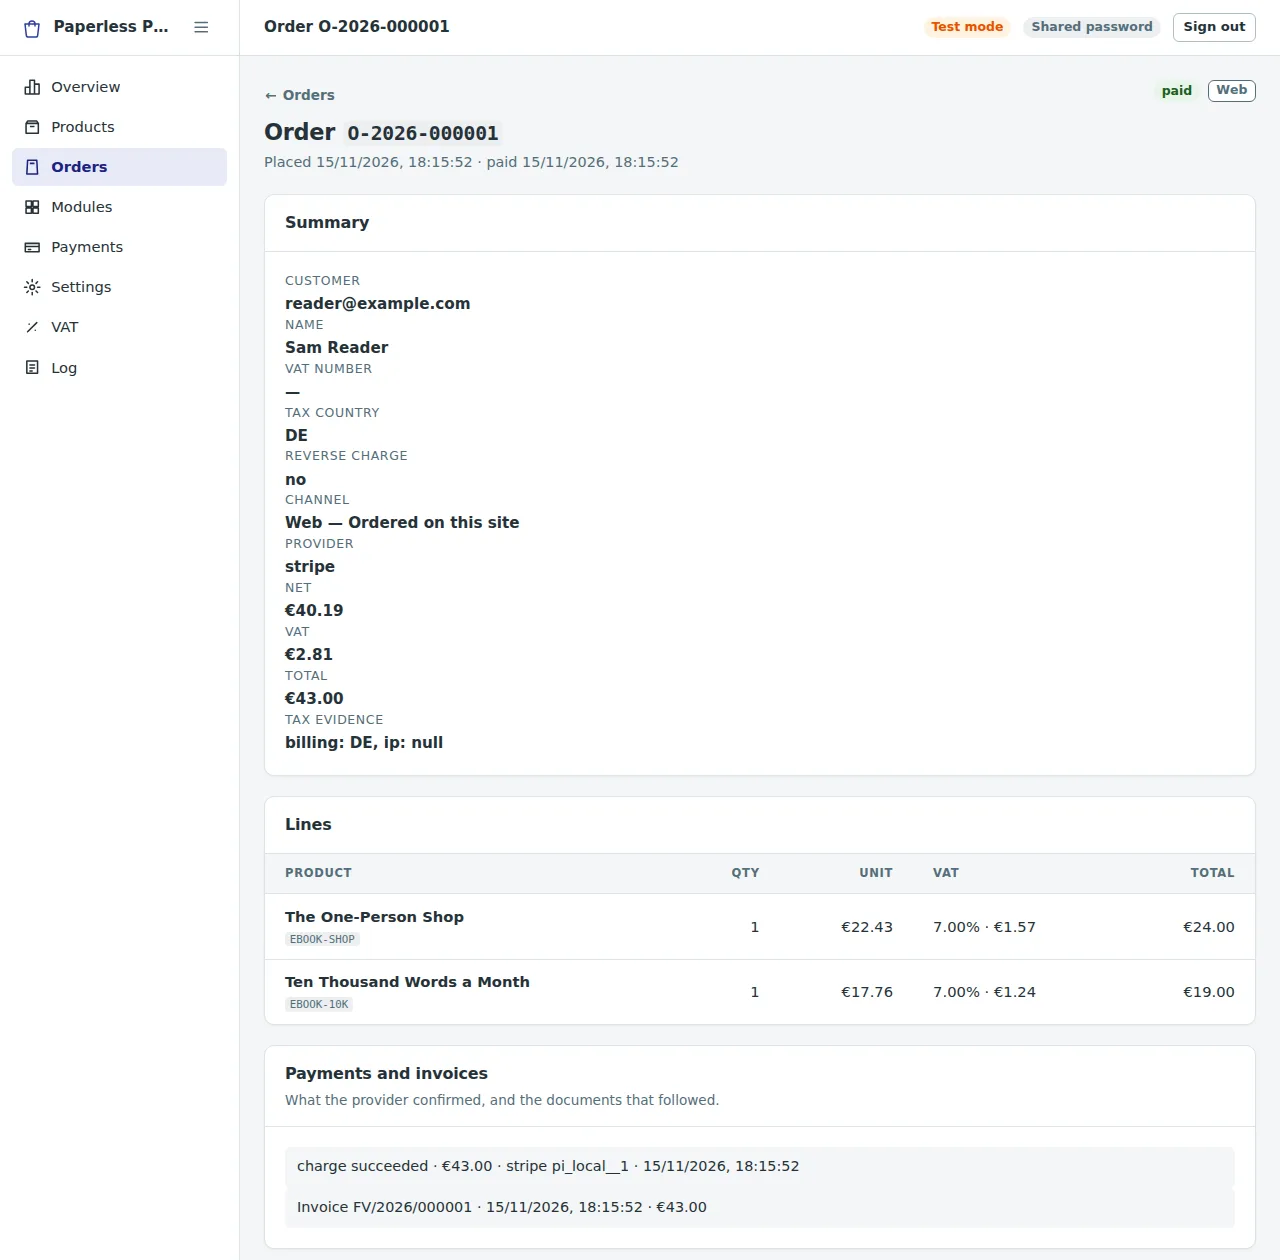 Paperless P...
Order O-2026-000001
Test mode
Shared password
Sign out
Overview
Products
Orders
Modules
Payments
Settings
VAT
Log
← Orders
paid
Web
Order O-2026-000001
Placed 15/11/2026, 18:15:52 · paid 15/11/2026, 18:15:52
Summary
CUSTOMER
reader@example.com
NAME
Sam Reader
VAT NUMBER
—
TAX COUNTRY
DE
REVERSE CHARGE
no
CHANNEL
Web — Ordered on this site
PROVIDER
stripe
NET
€40.19
VAT
€2.81
TOTAL
€43.00
TAX EVIDENCE
billing: DE, ip: null
Lines
PRODUCT QTY UNIT VAT TOTAL
The One-Person Shop
EBOOK-SHOP
1 €22.43 7.00% · €1.57 €24.00
Ten Thousand Words a Month
EBOOK-10K
1 €17.76 7.00% · €1.24 €19.00
Payments and invoices
What the provider confirmed, and the documents that followed.
charge succeeded · €43.00 · stripe pi_local__1 · 15/11/2026, 18:15:52
Invoice FV/2026/000001 · 15/11/2026, 18:15:52 · €43.00